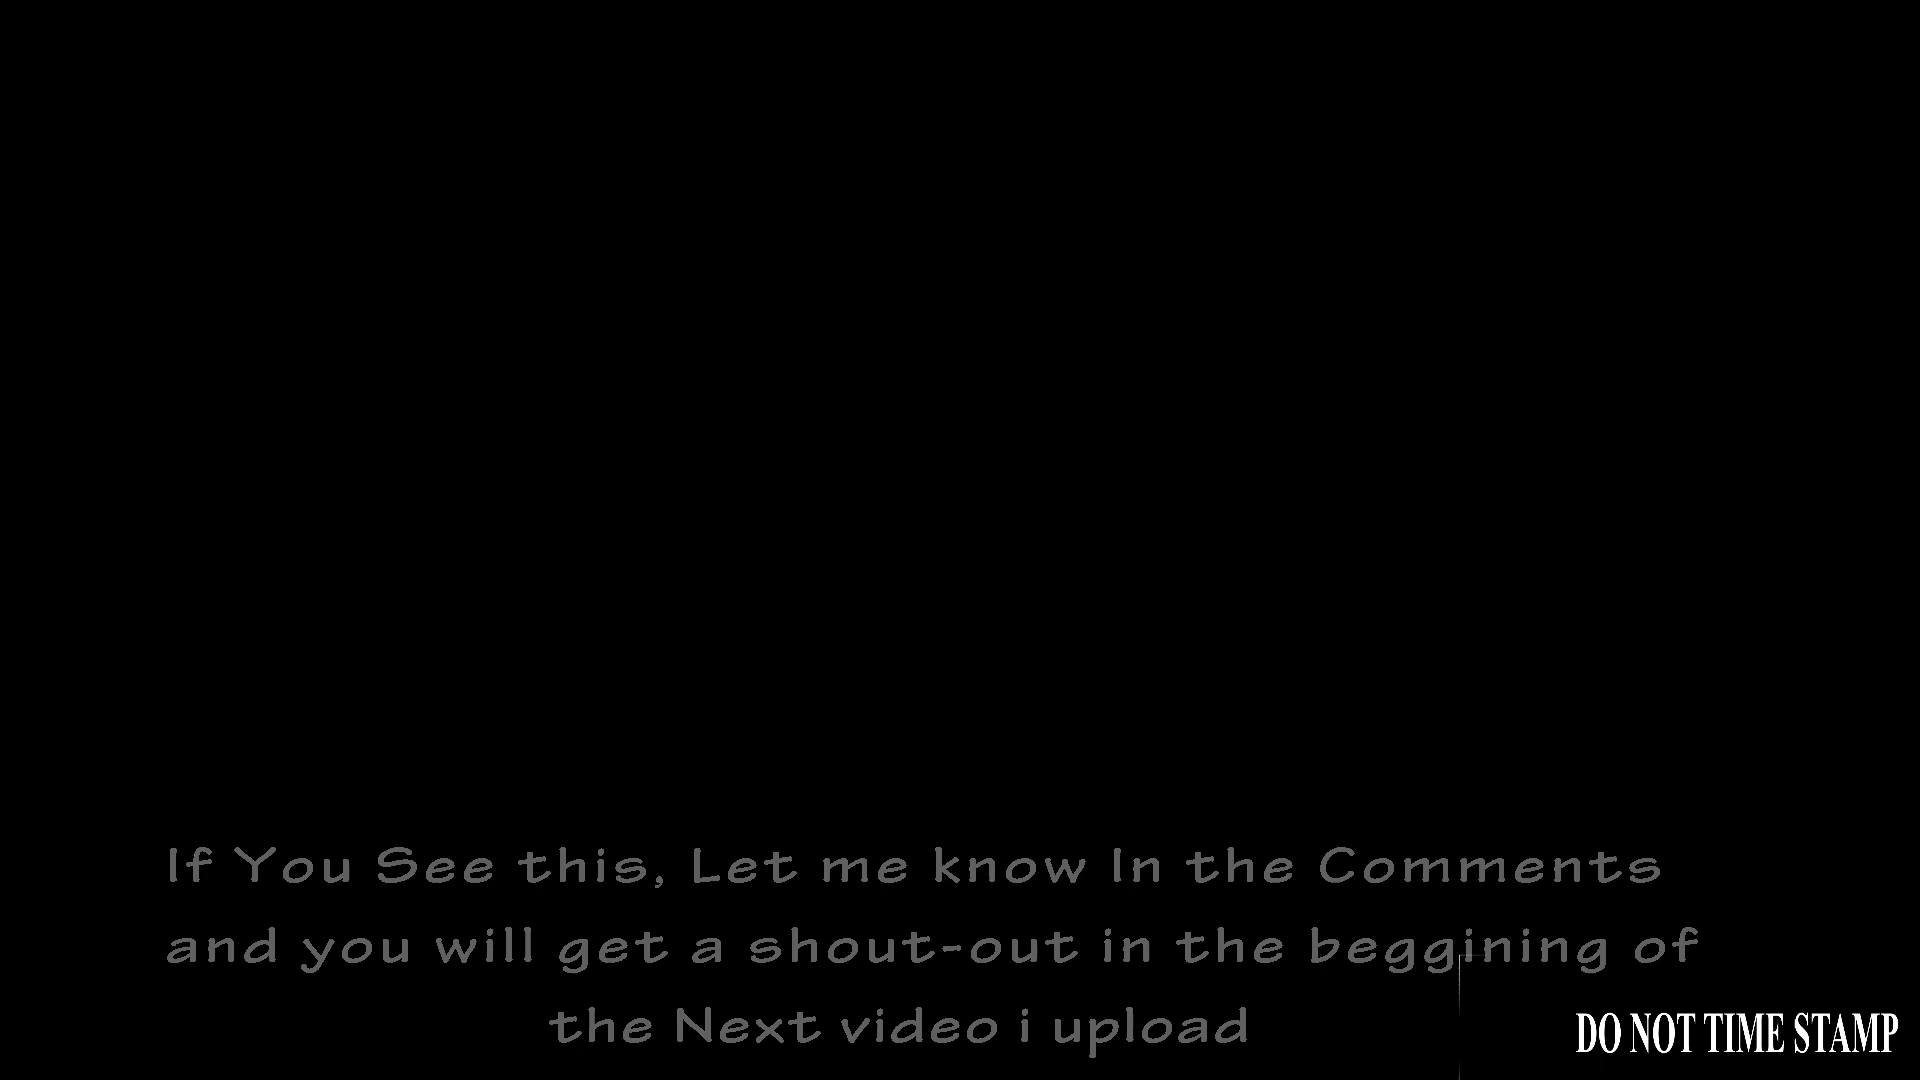 If You See this, Let me know In the Comments
and you will get a shout-out in the beggining of
the Next video i upload
DO NOT TIME STAMP